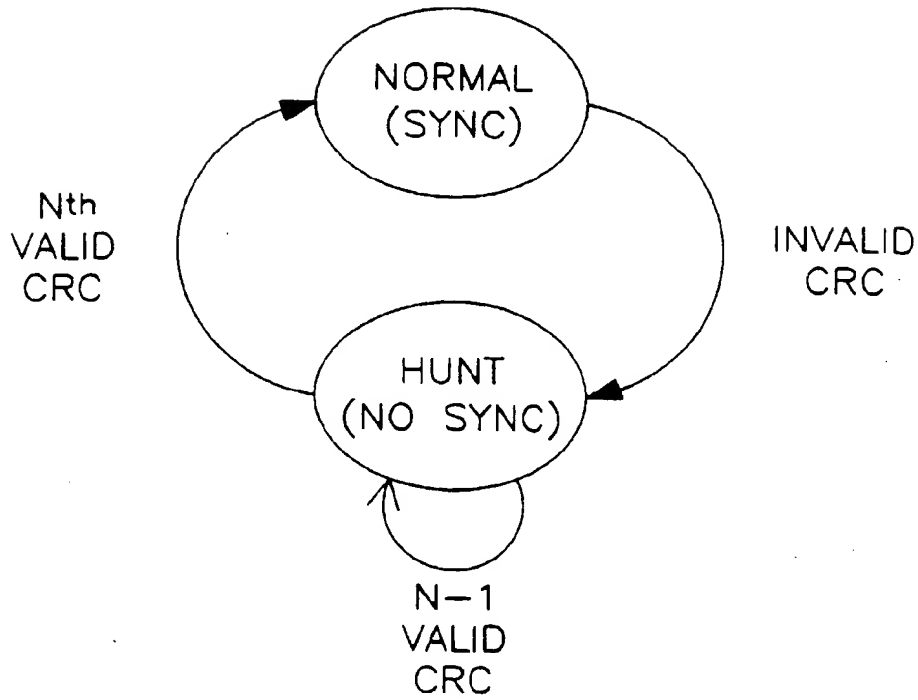 NORMAL
(SYNC)
Nth
VALID
CRC
INVALID
CRC
HUNT
(NO SYNC)
N-1
VALID
CRC